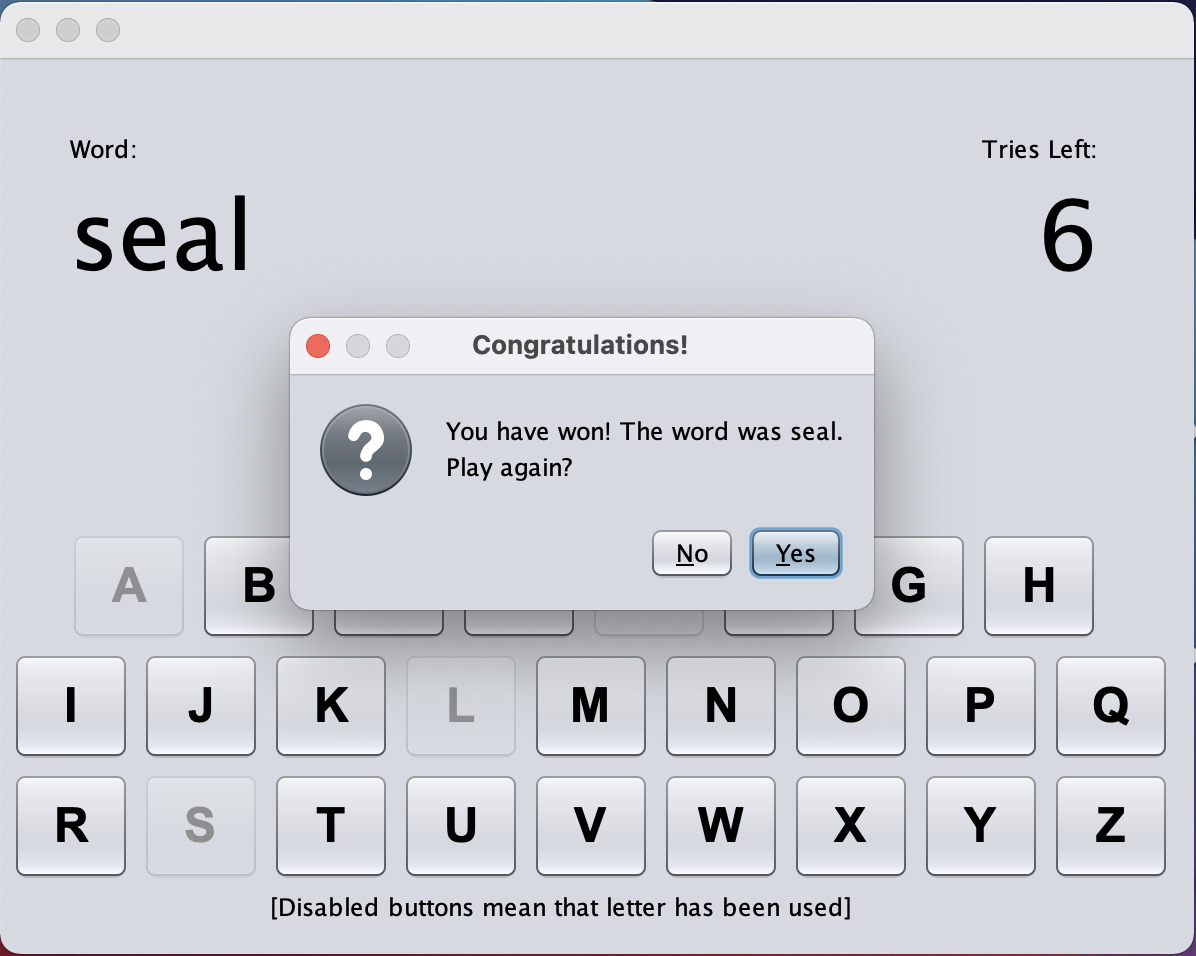 Word:
Tries Left:
seal
6
Congratulations!
?
You have won! The word was seal.
Play again?
No
Yes
A B G H
I J K L M N O P Q
R S T U V W X Y Z
[Disabled buttons mean that letter has been used]